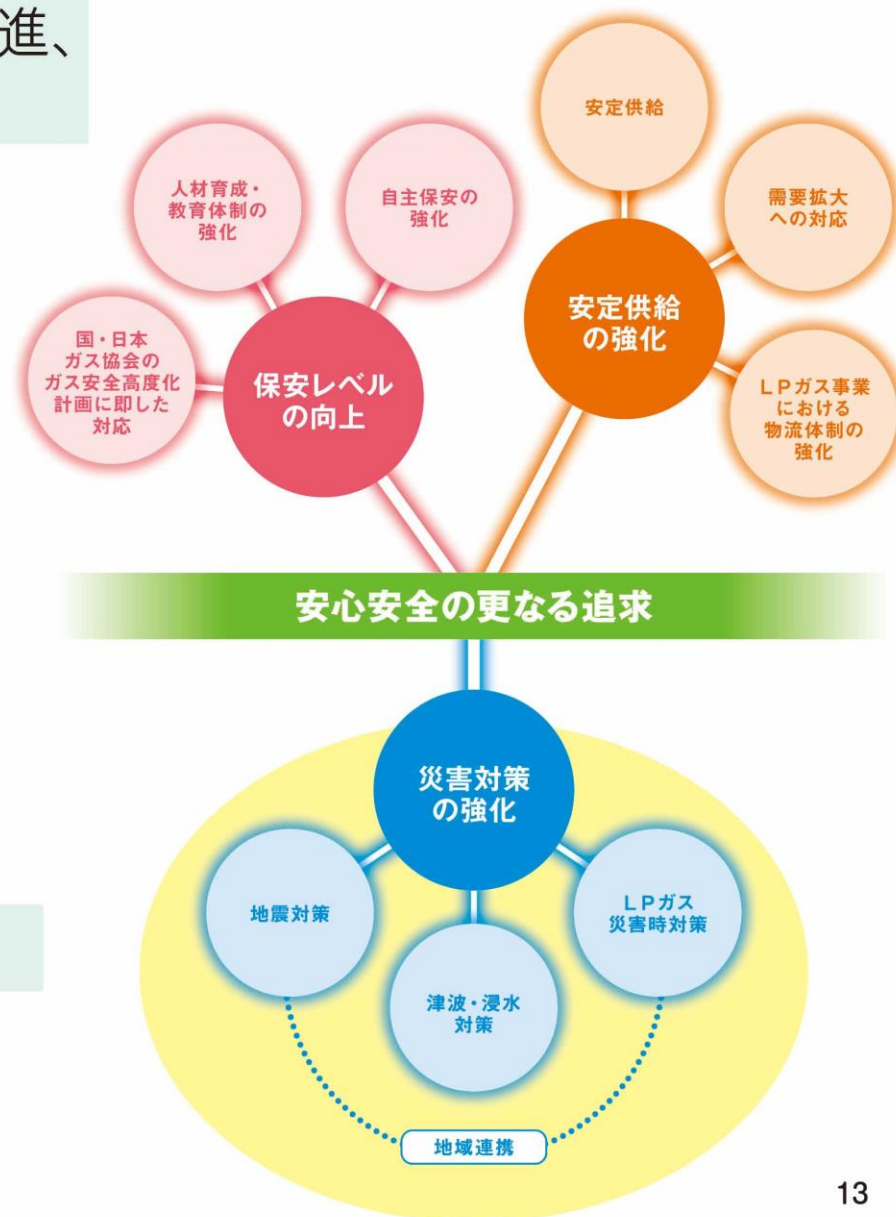 進、
安定供給
人材育成・
教育体制の
強化
自主保安の
強化
需要拡大
への対応
国・日本
ガス協会の
ガス安全高度化
計画に即した
対応
保安レベル
の向上
安定供給
の強化
LPガス事業
における
物流体制の
強化
安心安全の更なる追求
災害対策
の強化
地震対策
津波・浸水
対策
LPガス
災害時対策
地域連携
13